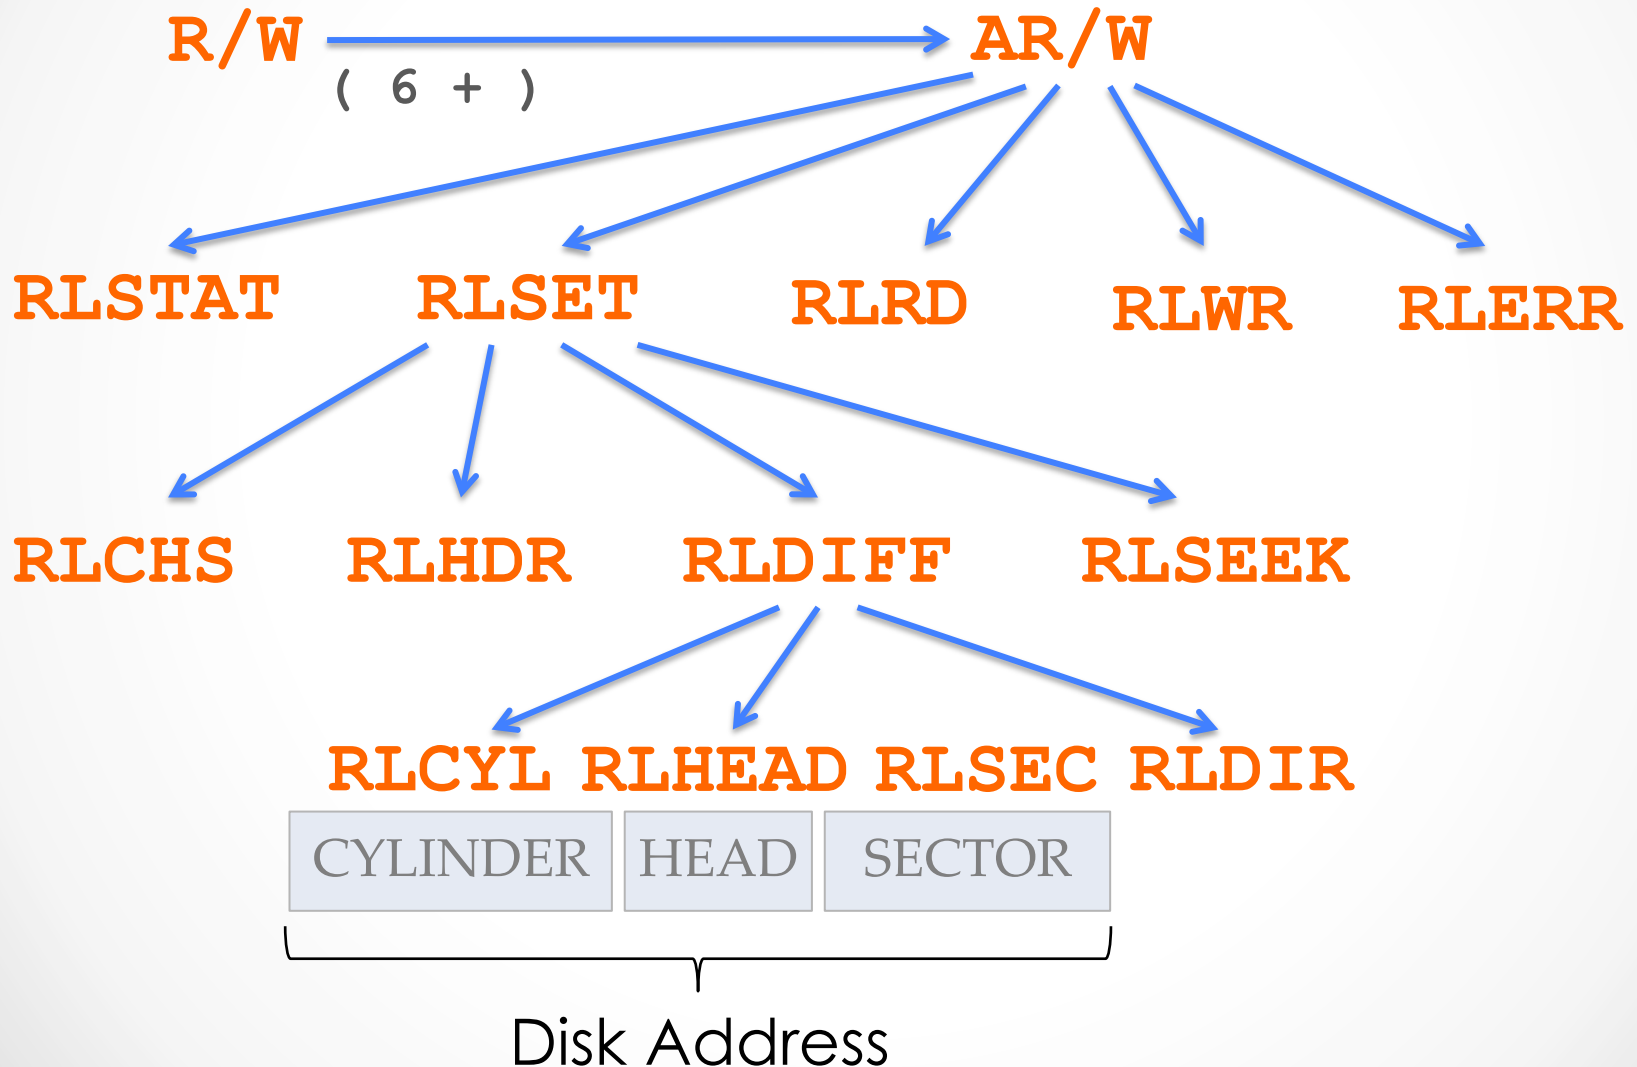 R/W AR/W
( 6 + )
RLSTAT RLSET RLRD RLWR RLERR
RLCHS RLHDR RLDIFF RLSEEK
RLCYL RLHEAD RLSEC RLDIR
CYLINDER HEAD SECTOR
Disk Address